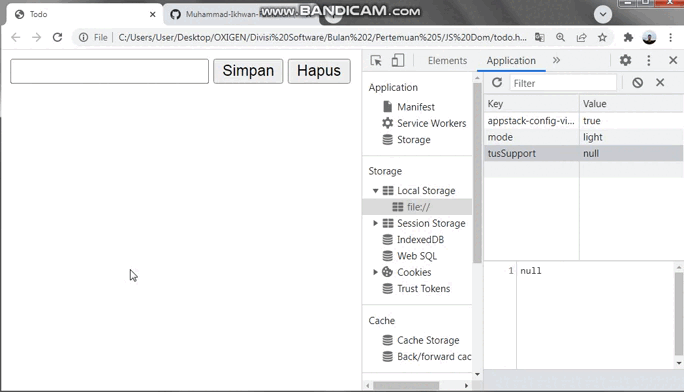 Todo
Muhammad-Ikhwan-
WWW.BANDICAM.COM
File
C:/Users/User/Desktop/OXIGEN/Divisi%20Software/Bulan%202/Pertemuan%205/JS%20Dom/todo.h...
Simpan
Hapus
Elements
Application
Application
Manifest
Service Workers
Storage
Storage
Local Storage
file://
Session Storage
IndexedDB
Web SQL
Cookies
Trust Tokens
Cache
Cache Storage
Back/forward cac
Filter
Key Value
appstack-config-vi... true
mode light
tusSupport null
1 null